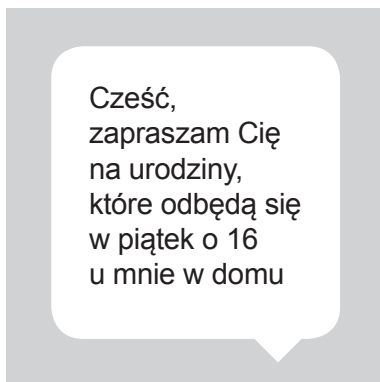 Cześć,
zapraszam Cię
na urodziny,
które odbędą się
w piątek o 16
u mnie w domu